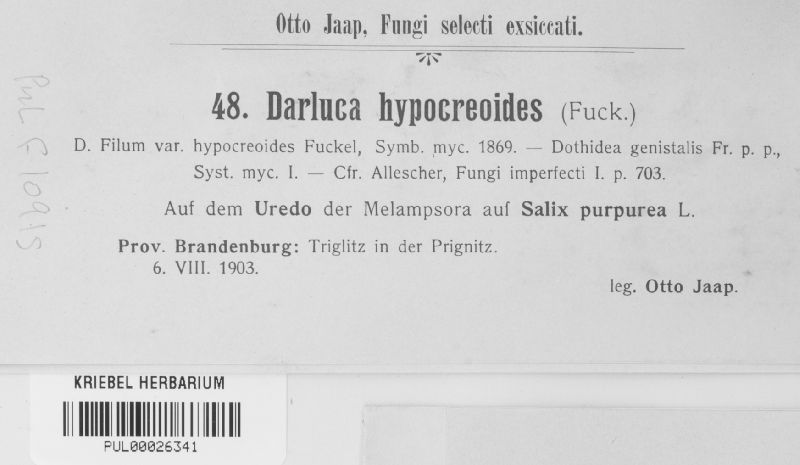 Otto Jaap, Fungi selecti exsiccati.
48. Darluca hypocreoides (Fuck.)
D. Filum var. hypocreoides Fuckel, Symb. myc. 1869. — Dothidea genistalis Fr. p. p.,
Syst. myc. I. — Cfr. Allescher, Fungi imperfecti I. p. 703.
Auf dem Uredo der Melampsora auf Salix purpurea L.
Prov. Brandenburg: Triglitz in der Prignitz.
6. VIII. 1903.
leg. Otto Jaap.
PUL F10915
KRIEBEL HERBARIUM
PUL00026341